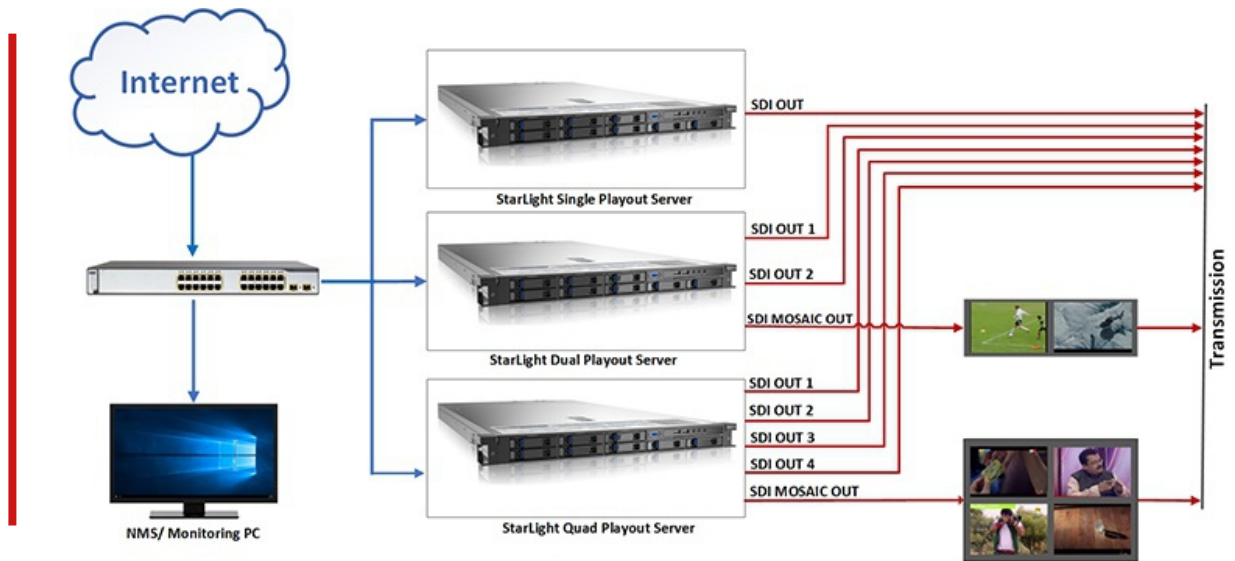 Internet
SDI OUT
StarLight Single Playout Server
SDI OUT 1
SDI OUT 2
SDI MOSAIC OUT
StarLight Dual Playout Server
SDI OUT 1
SDI OUT 2
SDI OUT 3
SDI OUT 4
SDI MOSAIC OUT
StarLight Quad Playout Server
NMS/ Monitoring PC
Transmission